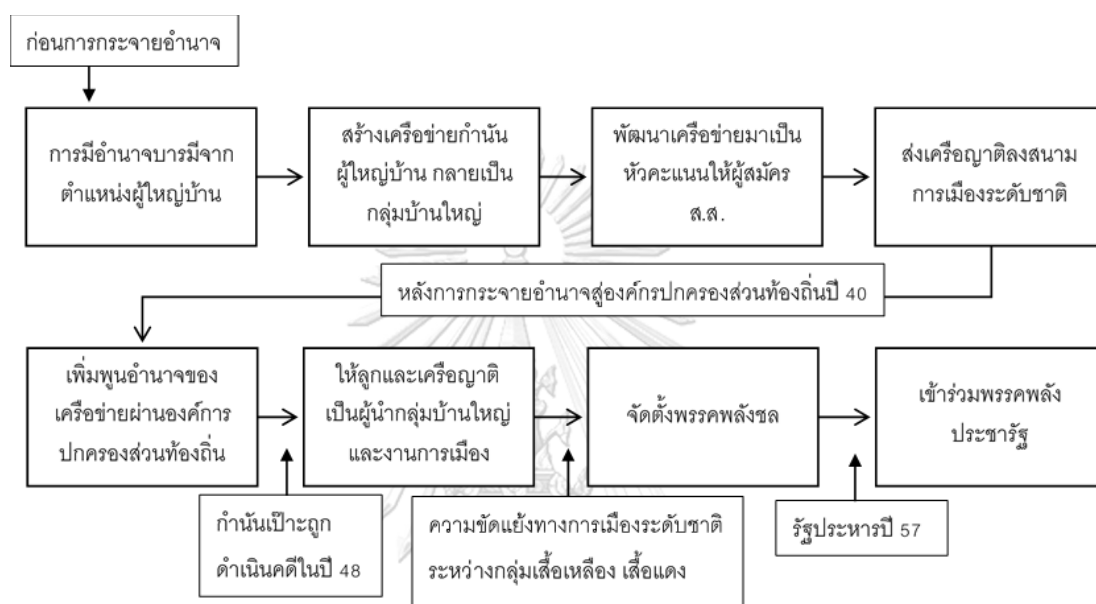 ก่อนการกระจายอำนาจ
การมีอำนาจบารมีจาก
ตำแหน่งผู้ใหญ่บ้าน
สร้างเครือข่ายกำนัน
ผู้ใหญ่บ้าน กลายเป็น
กลุ่มบ้านใหญ่
พัฒนาเครือข่ายมาเป็น
หัวคะแนนให้ผู้สมัคร
ส.ส.
ส่งเครือญาติลงสนาม
การเมืองระดับชาติ
หลังการกระจายอำนาจสู่องค์กรปกครองส่วนท้องถิ่นปี 40
เพิ่มพูนอำนาจของ
เครือข่ายผ่านองค์การ
ปกครองส่วนท้องถิ่น
ให้ลูกและเครือญาติ
เป็นผู้นำกลุ่มบ้านใหญ่
และงานการเมือง
จัดตั้งพรรคพลังชล
เข้าร่วมพรรคพลัง
ประชารัฐ
กำนันเป๊าะถูก
ดำเนินคดีในปี 48
ความขัดแย้งทางการเมืองระดับชาติ
ระหว่างกลุ่มเสื้อเหลือง เสื้อแดง
รัฐประหารปี 57